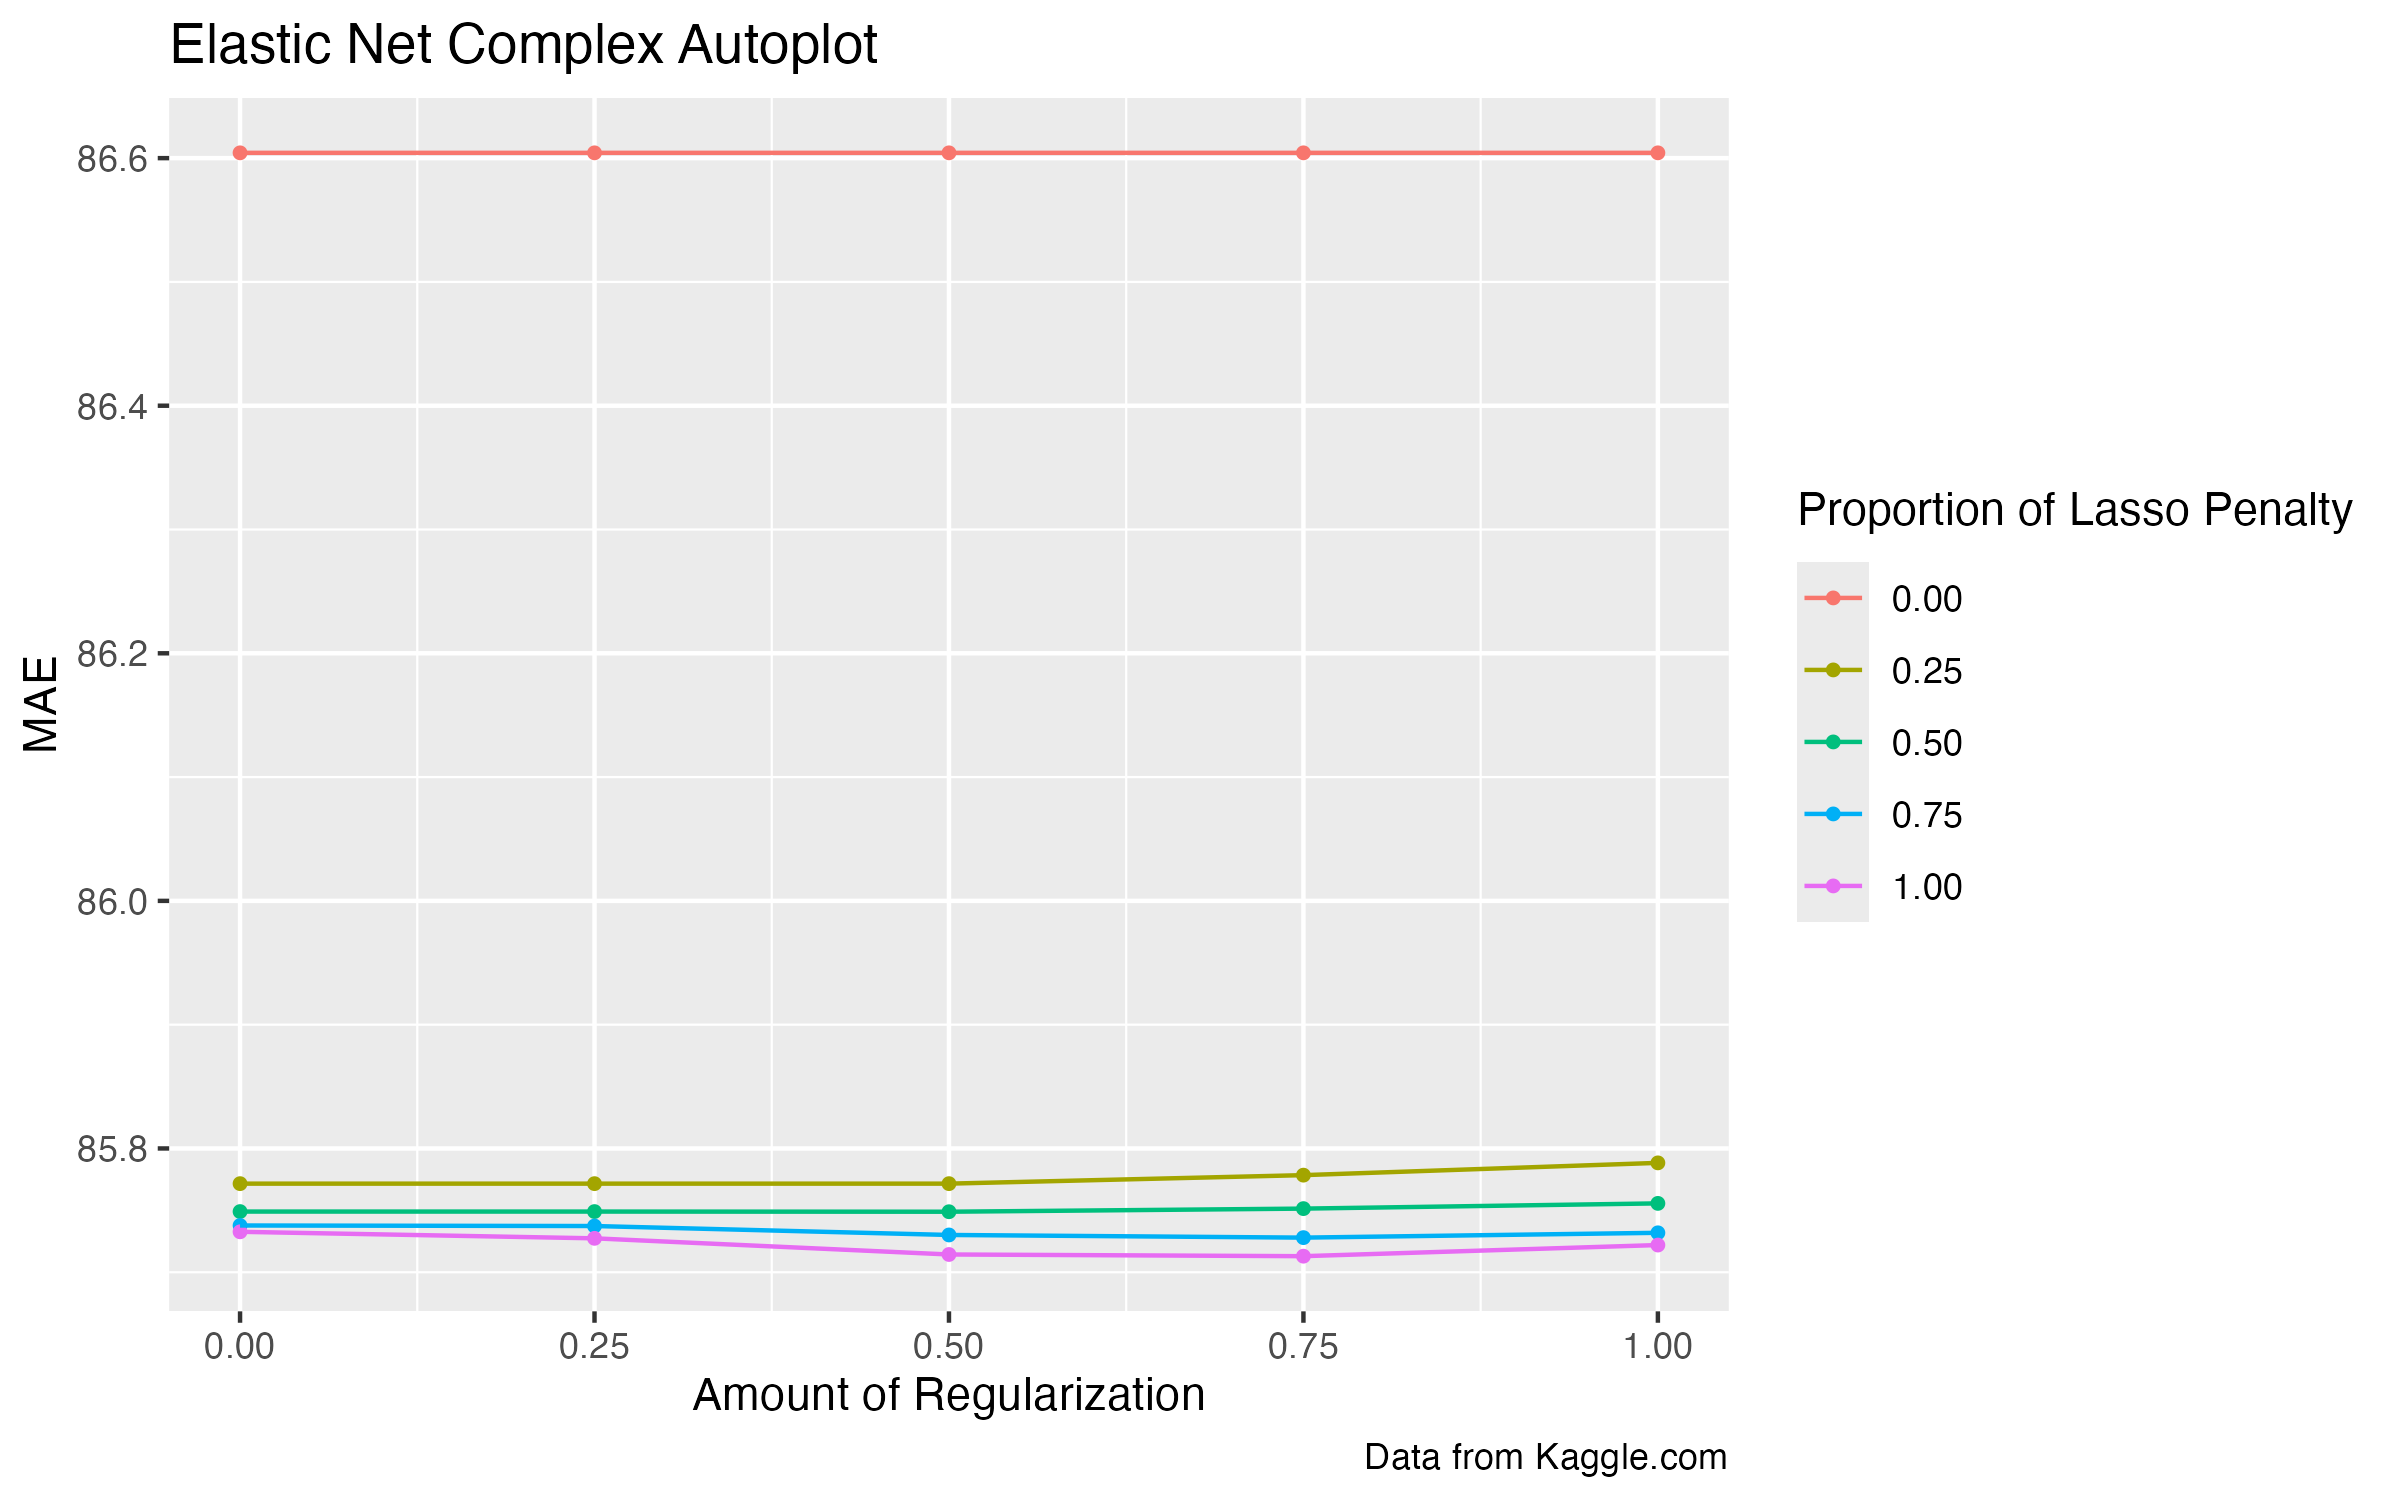 Elastic Net Complex Autoplot
86.6
86.4
86.2
86.0
85.8
MAE
0.00 0.25 0.50 0.75 1.00
Amount of Regularization
Proportion of Lasso Penalty
0.00
0.25
0.50
0.75
1.00
Data from Kaggle.com